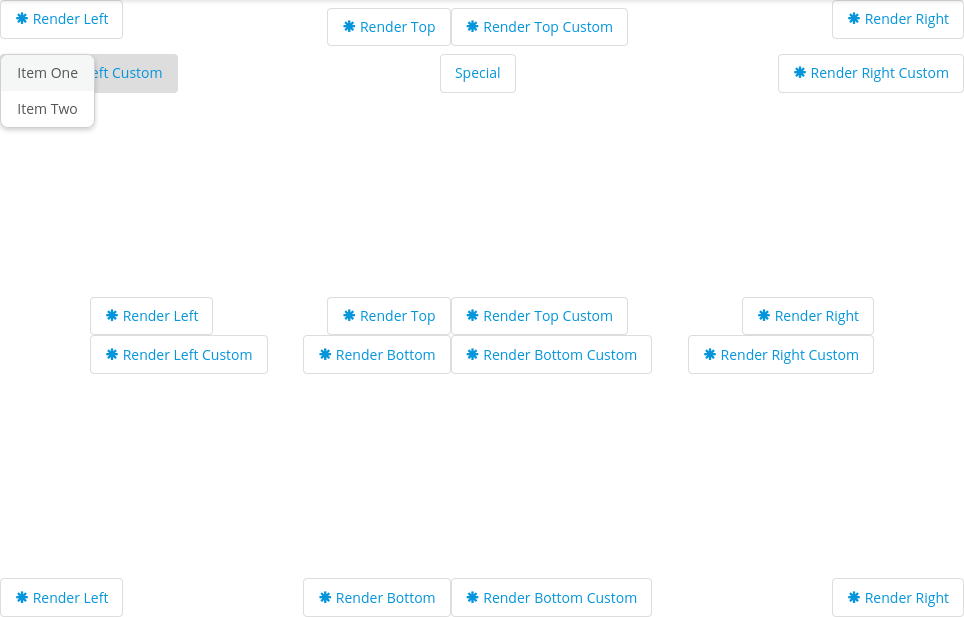 Render Left
Render Top
Render Top Custom
Render Right
Item One
eft Custom
Special
Render Right Custom
Item Two
Render Left
Render Top
Render Top Custom
Render Right
Render Left Custom
Render Bottom
Render Bottom Custom
Render Right Custom
Render Left
Render Bottom
Render Bottom Custom
Render Right